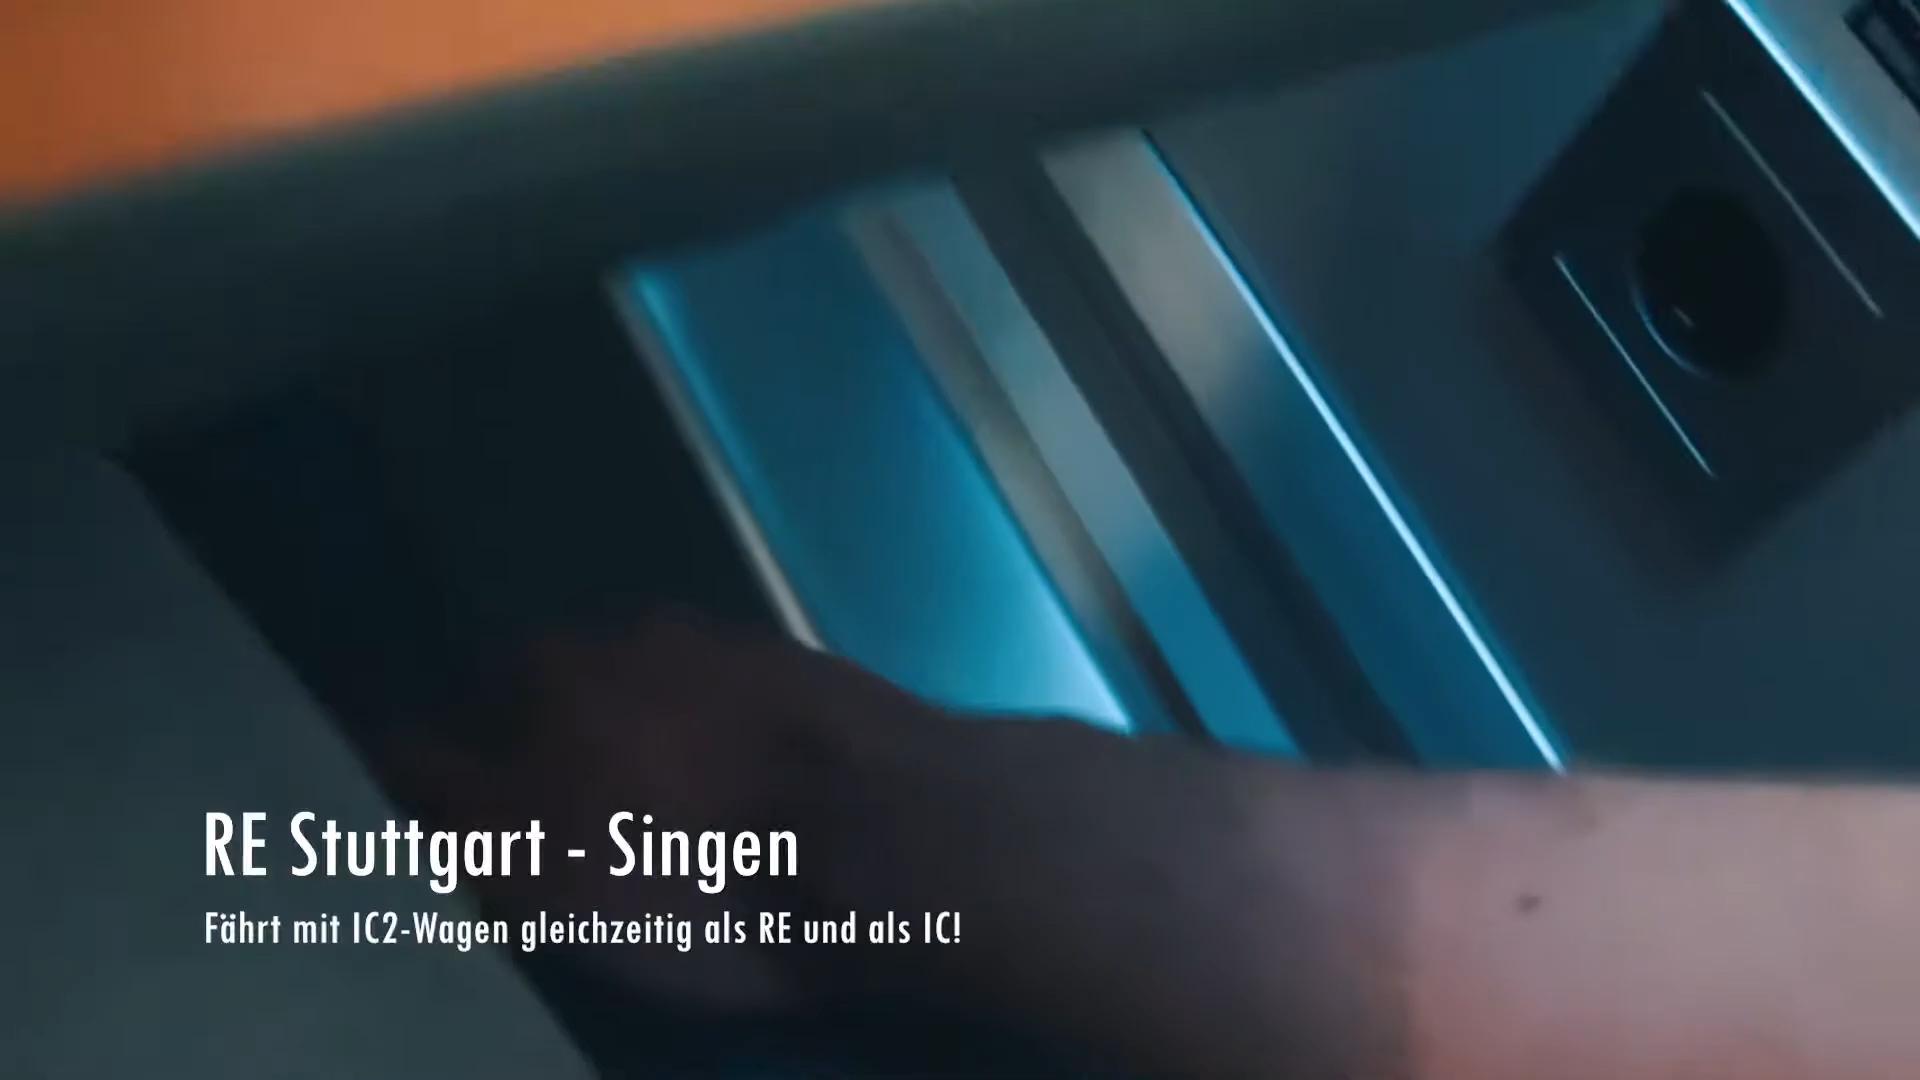 RE Stuttgart - Singen
Fährt mit IC2-Wagen gleichzeitig als RE und als IC!